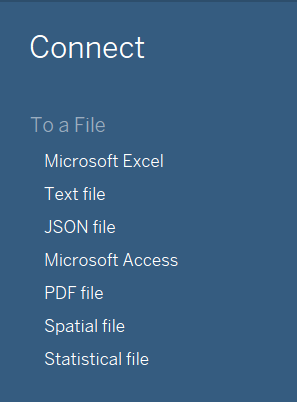 Connect
To a File
Microsoft Excel
Text file
JSON file
Microsoft Access
PDF file
Spatial file
Statistical file